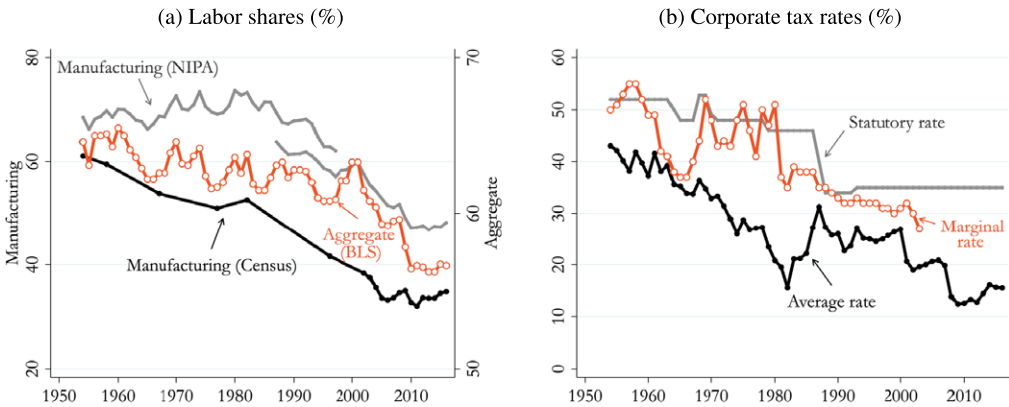 (a) Labor shares (%)
80
60
40
20
Manufacturing
70
60
50
Aggregate
Manufacturing (NIPA)
Aggregate
(BLS)
Manufacturing (Census)
1950 1960 1970 1980 1990 2000 2010
(b) Corporate tax rates (%)
60
50
40
30
20
10
0
Statutory rate
Marginal
rate
Average rate
1950 1960 1970 1980 1990 2000 2010